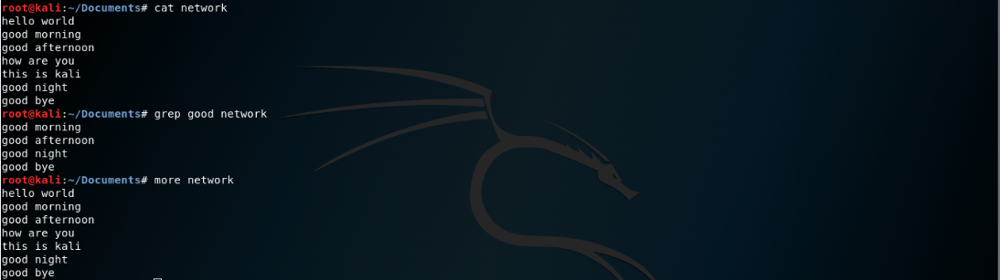 root@kali:~/Documents# cat network
hello world
good morning
good afternoon
how are you
this is kali
good night
good bye
root@kali:~/Documents# grep good network
good morning
good afternoon
good night
good bye
root@kali:~/Documents# more network
hello world
good morning
good afternoon
how are you
this is kali
good night
good bye